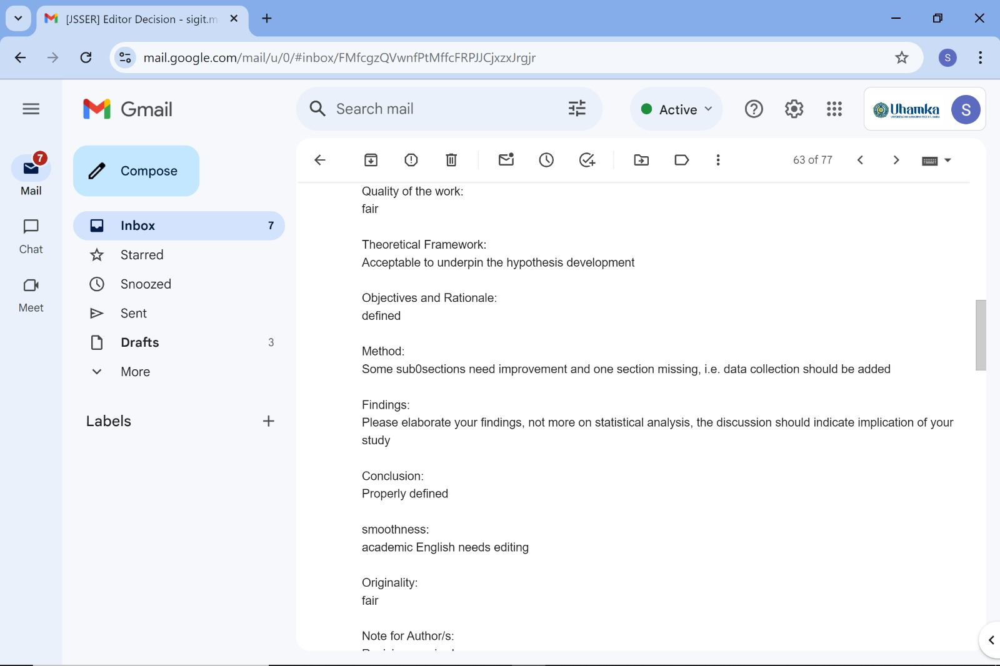 [JSSER] Editor Decision - sigit.m
mail.google.com/mail/u/0/#inbox/FMfcgzQVwnfPtMffcFRPJJCjxzxJrgjr
S
Gmail
Search mail
Active
Uhamka
S
7
Mail
Chat
Meet
Compose
Inbox 7
Starred
Snoozed
Sent
Drafts 3
More
Labels
63 of 77
Quality of the work:
fair
Theoretical Framework:
Acceptable to underpin the hypothesis development
Objectives and Rationale:
defined
Method:
Some sub0sections need improvement and one section missing, i.e. data collection should be added
Findings:
Please elaborate your findings, not more on statistical analysis, the discussion should indicate implication of your
study
Conclusion:
Properly defined
smoothness:
academic English needs editing
Originality:
fair
Note for Author/s: